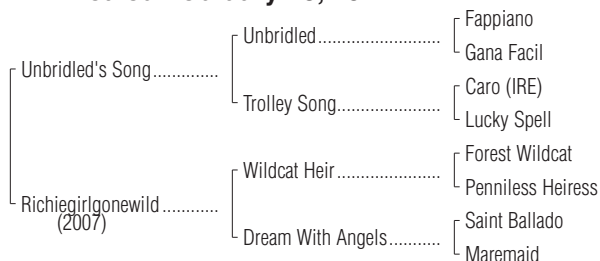 Unbridled.......................... Fappiano
Gana Facil
Unbridled's Song..............
Trolley Song...................... Caro (IRE)
Lucky Spell
Wildcat Heir...................... Forest Wildcat
Penniless Heiress
Richiegirlgonewild............
(2007)
Dream With Angels........... Saint Ballado
Maremaid